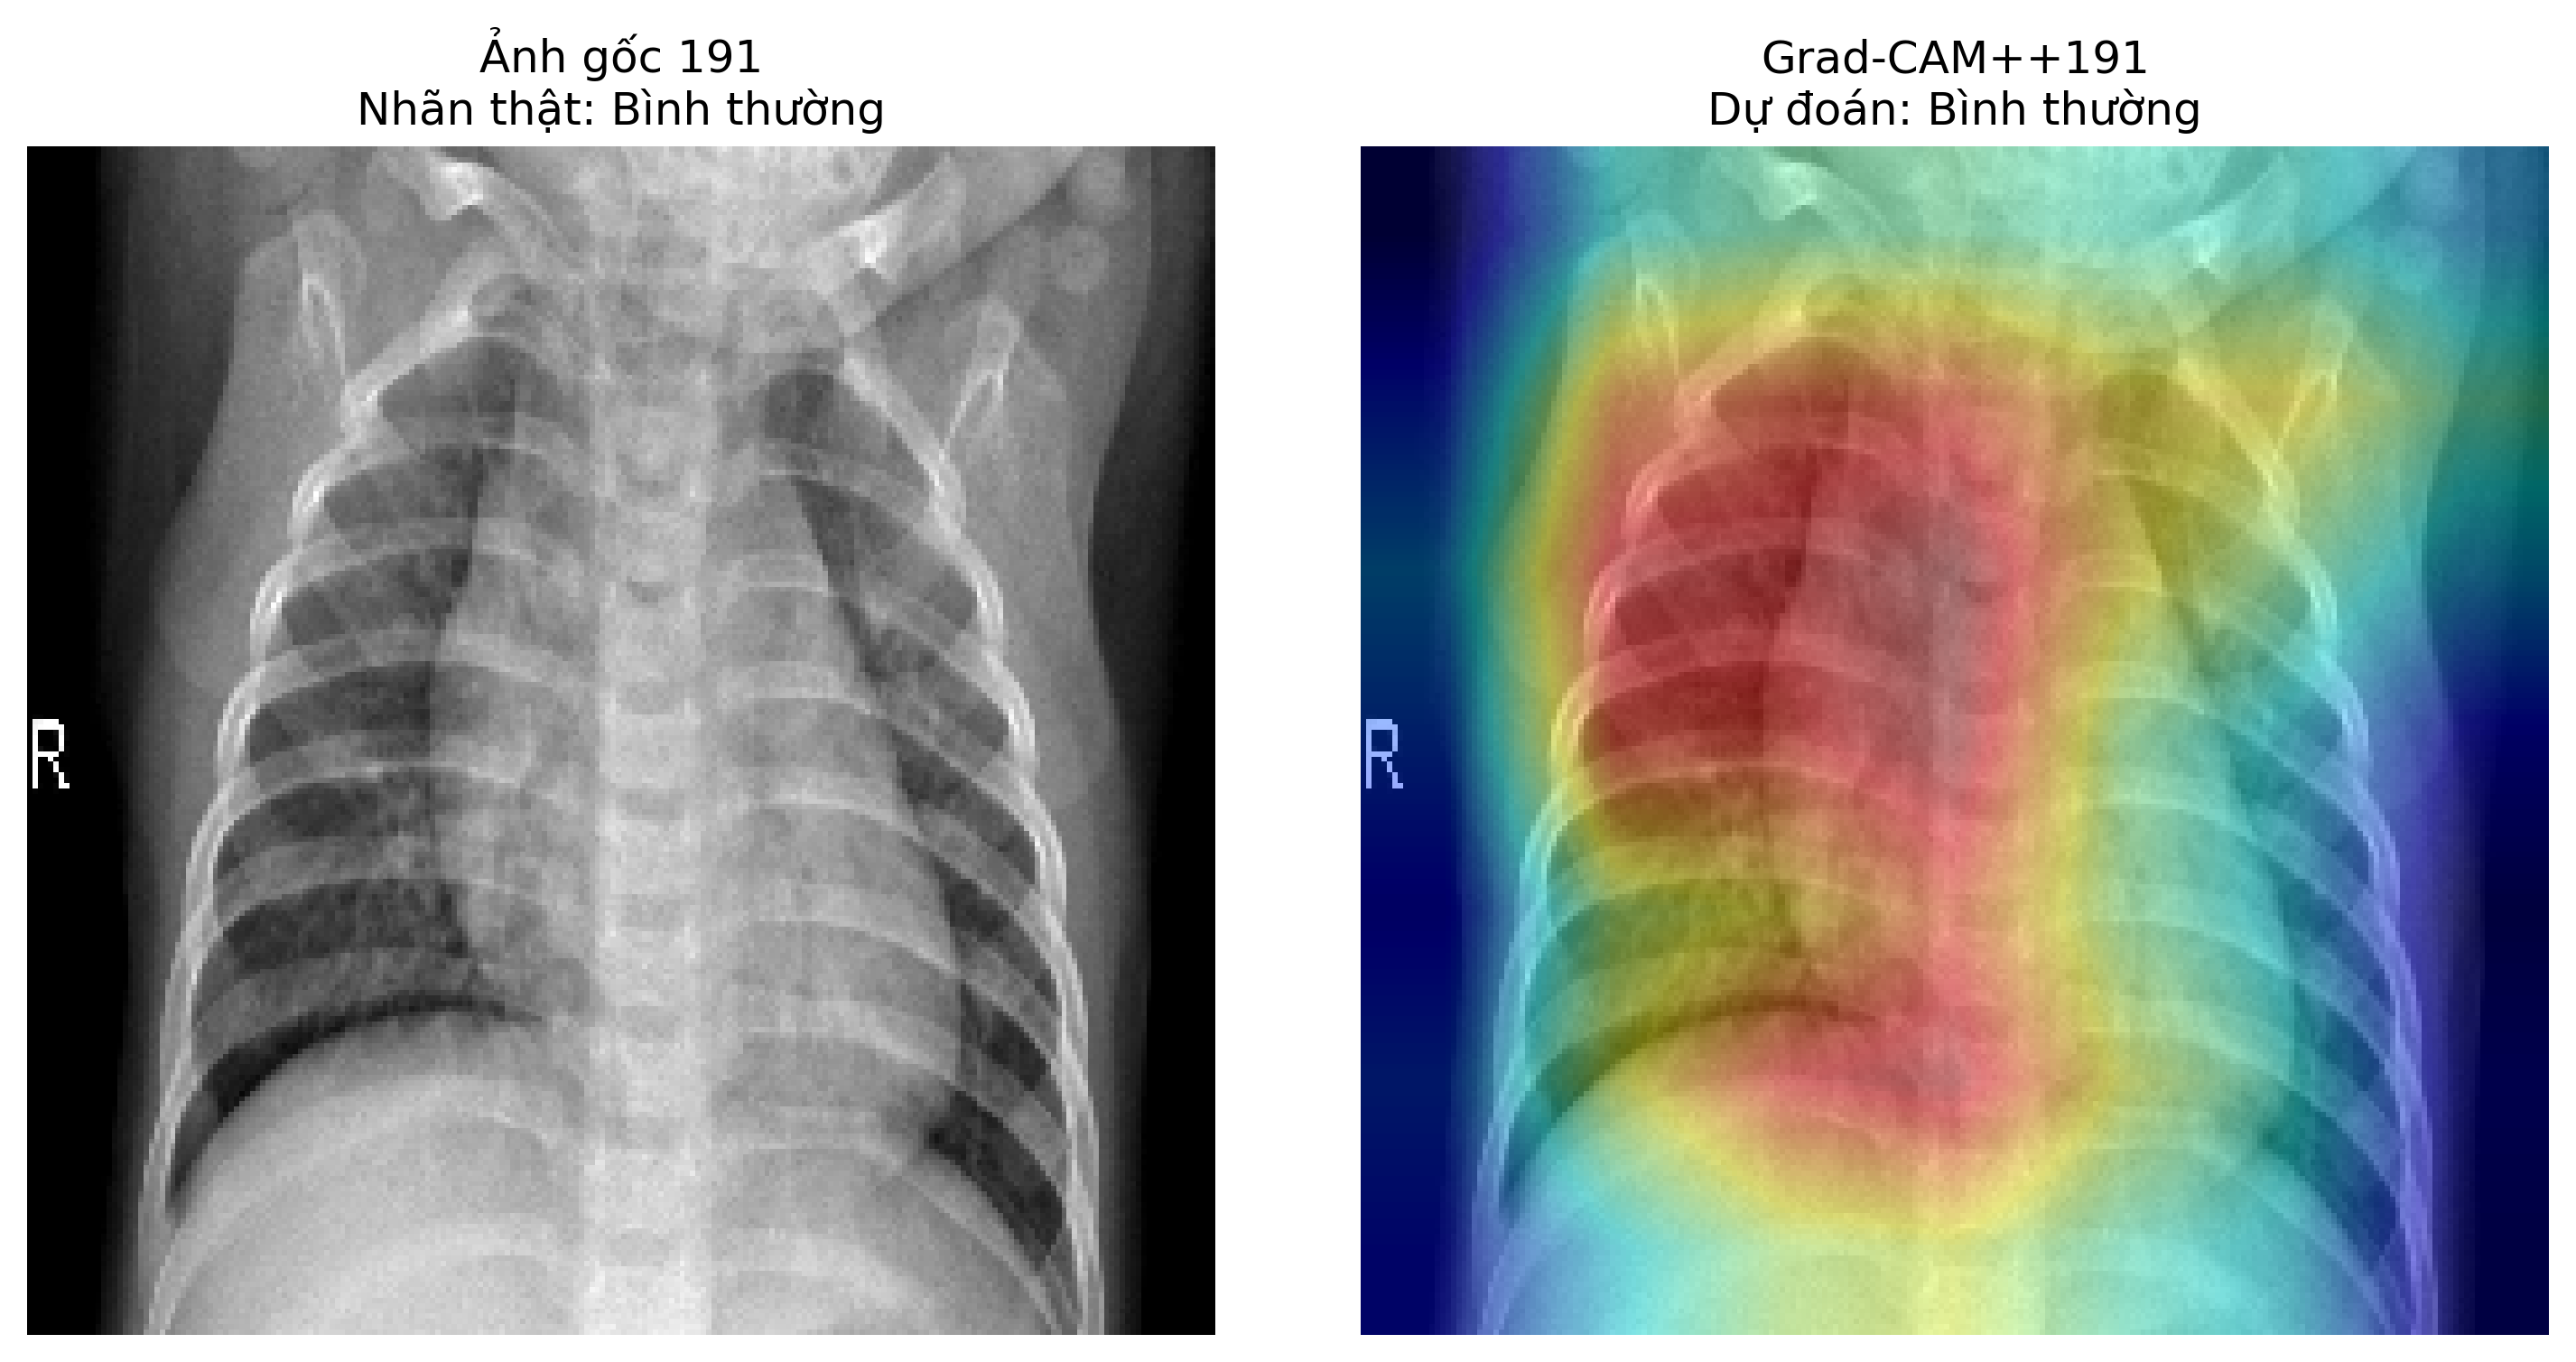 Ảnh gốc 191
Nhãn thật: Bình thường
Grad-CAM++191
Dự đoán: Bình thường
R
R